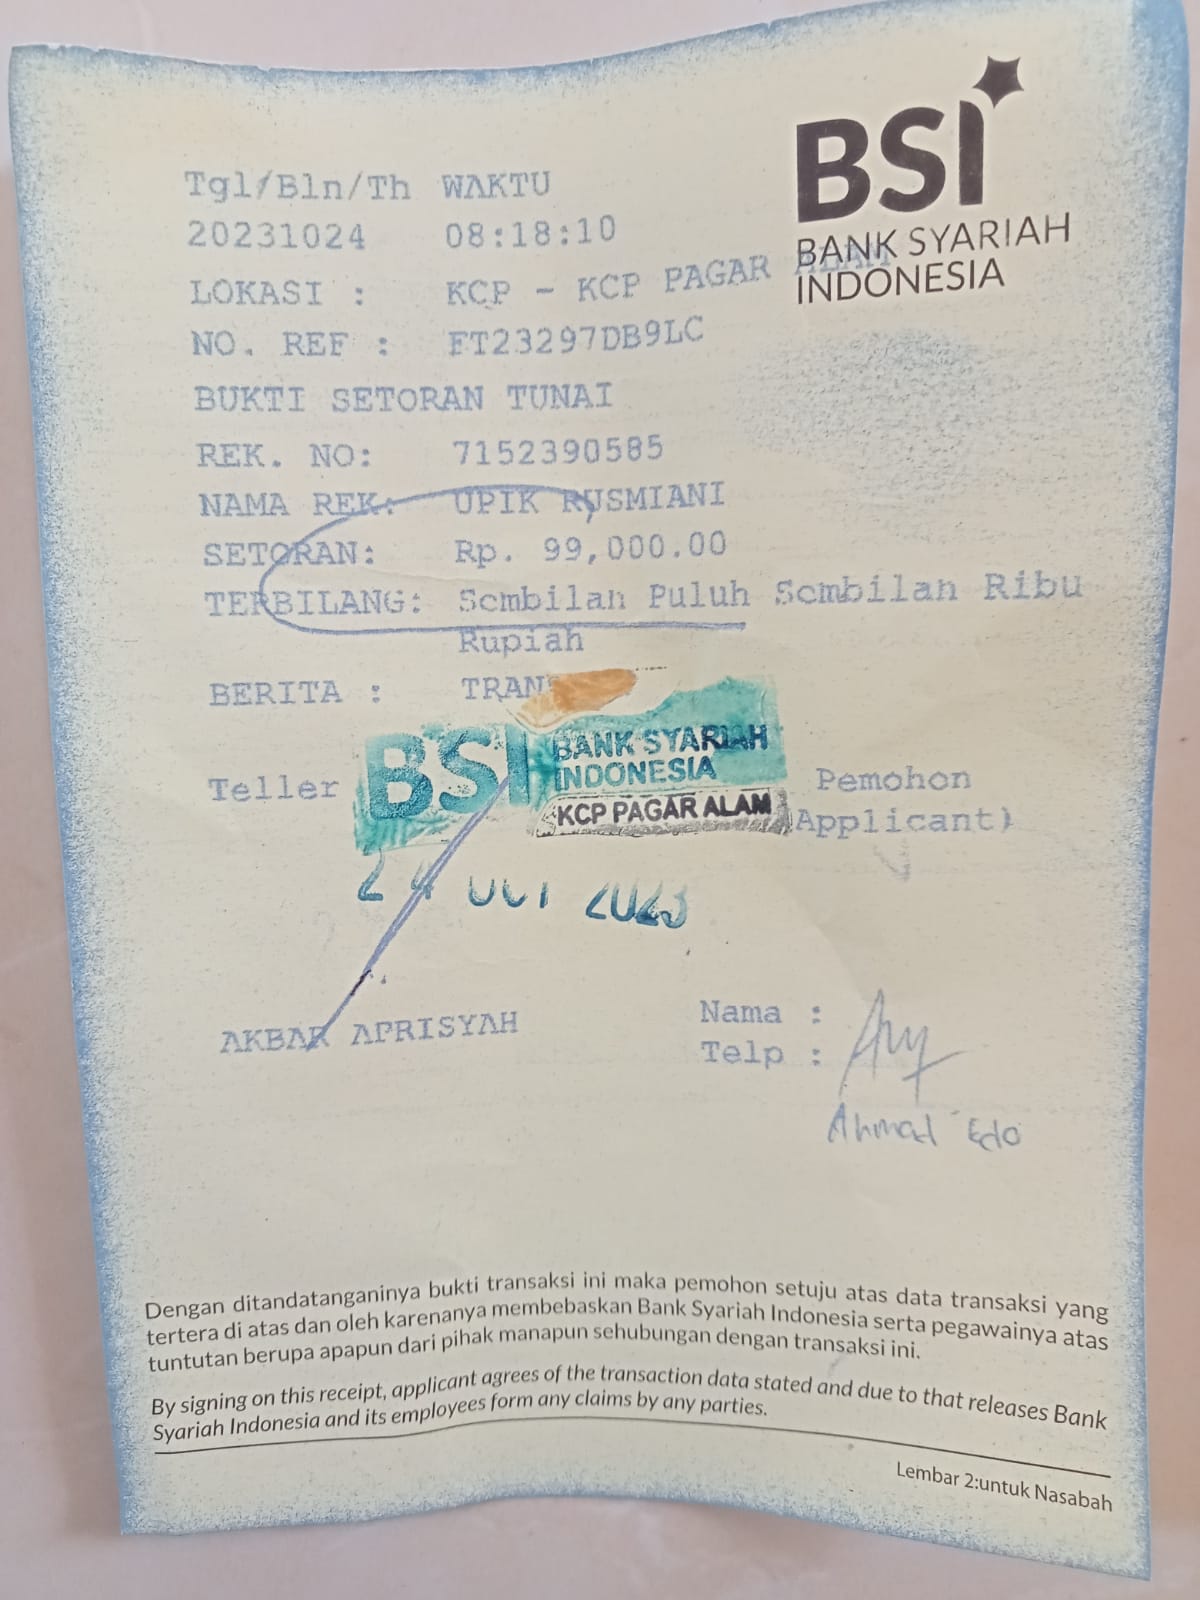 BSI
BANK SYARIAH
INDONESIA
Tgl/Bln/Th WAKTU
20231024 08:18:10
LOKASI : KCP - KCP PAGAR ALAM
NO. REF : FT23297DB9LC
BUKTI SETORAN TUNAI
REK. NO: 7152390585
NAMA REK: UPIK RUSMIANI
SETORAN: Rp. 99,000.00
TERBILANG: Sembilan Puluh Sembilan Ribu
Rupiah
BERITA : TRAN
BSI BANK SYARIAH
INDONESIA
KCP PAGAR ALAM
Teller Pemohon
Applicant)
24 OCT 2023
AKBAR APRISYAH
Nama :
Telp :
Ahmad Edo
Dengan ditandatanganinya bukti transaksi ini maka pemohon setuju atas data transaksi yang
tertera di atas dan oleh karenanya membebaskan Bank Syariah Indonesia serta pegawainya atas
tuntutan berupa apapun dari pihak manapun sehubungan dengan transaksi ini.
By signing on this receipt, applicant agrees of the transaction data stated and due to that releases Bank
Syariah Indonesia and its employees form any claims by any parties.
Lembar 2:untuk Nasabah